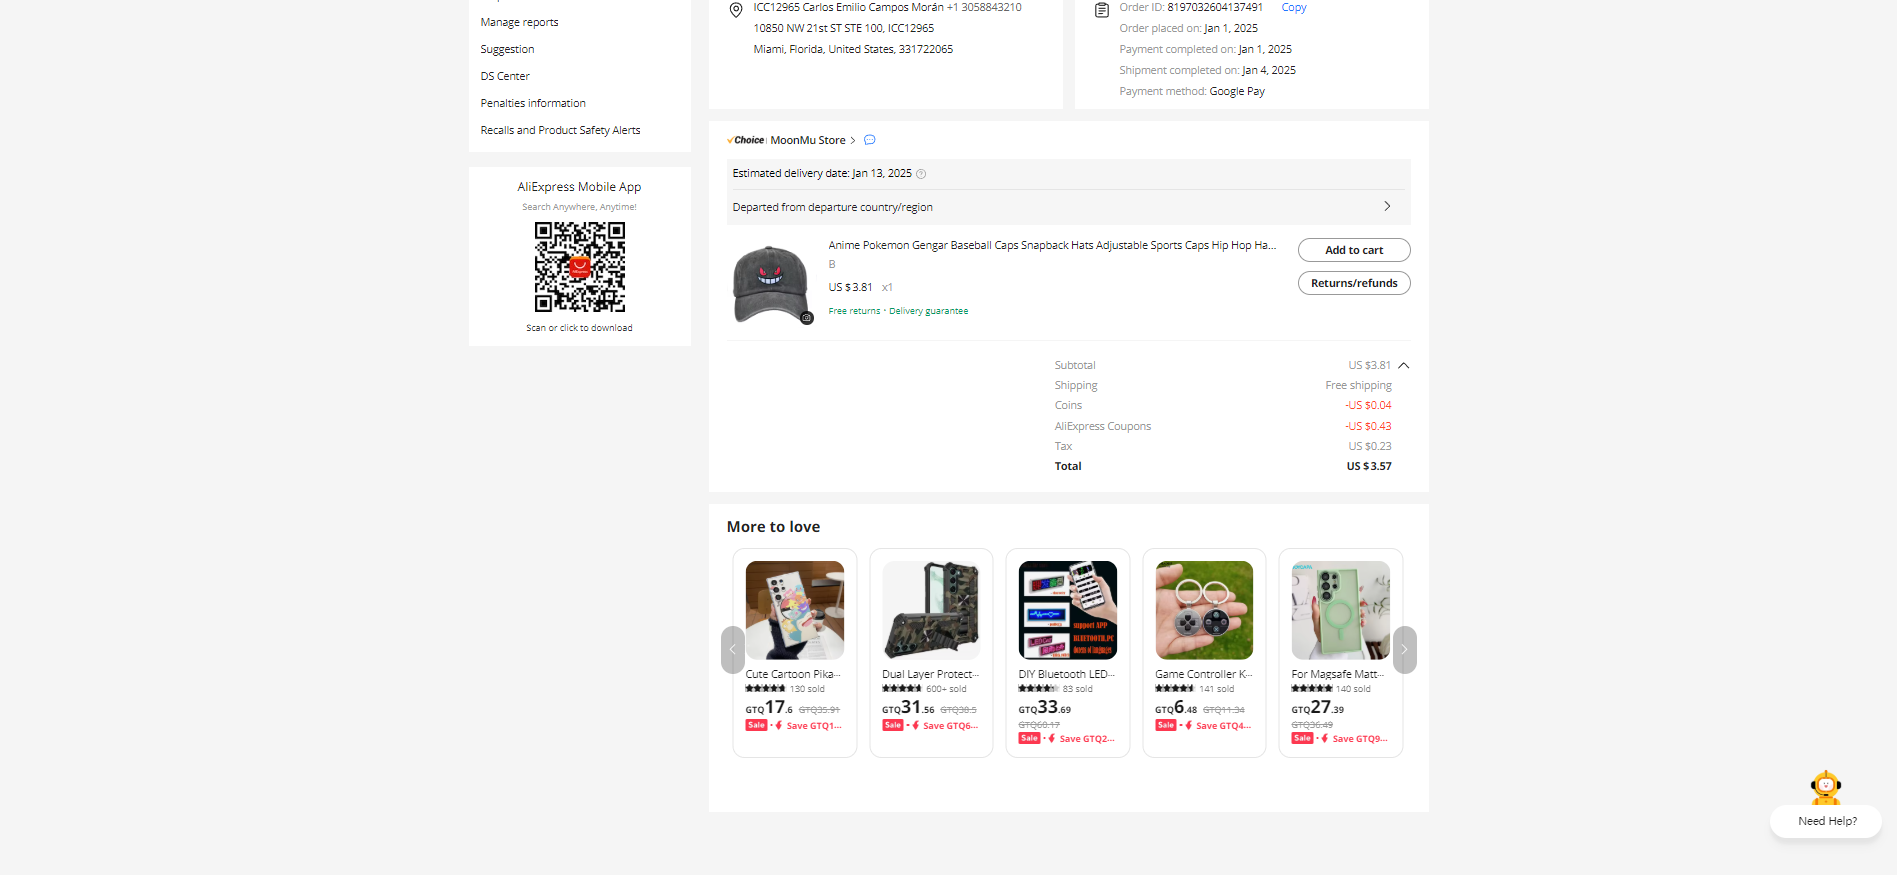 Manage reports
Suggestion
DS Center
Penalties information
Recalls and Product Safety Alerts
AliExpress Mobile App
Search Anywhere, Anytime!
Scan or click to download
ICC12965 Carlos Emilio Campos Morán +1 3058843210
10850 NW 21st ST STE 100, ICC12965
Miami, Florida, United States, 331722065
Order ID: 8197032604137491 Copy
Order placed on: Jan 1, 2025
Payment completed on: Jan 1, 2025
Shipment completed on: Jan 4, 2025
Payment method: Google Pay
Choice MoonMu Store
Estimated delivery date: Jan 13, 2025
Departed from departure country/region
Anime Pokemon Gengar Baseball Caps Snapback Hats Adjustable Sports Caps Hip Hop Ha...
B
US $3.81 x1
Free returns · Delivery guarantee
Add to cart
Returns/refunds
Subtotal US $3.81
Shipping Free shipping
Coins -US $0.04
AliExpress Coupons -US $0.43
Tax US $0.23
Total US $3.57
More to love
Cute Cartoon Pika...
130 sold
GTQ17.6 GTQ35.91
Sale · Save GTQ1...
Dual Layer Protect...
600+ sold
GTQ31.56 GTQ38.5
Sale · Save GTQ6...
support APP
BLUETOOTH,PC
DIY Bluetooth LED...
83 sold
GTQ33.69
GTQ60.17
Sale · Save GTQ2...
Game Controller K...
141 sold
GTQ6.48 GTQ11.34
Sale · Save GTQ4...
For Magsafe Matt...
140 sold
GTQ27.39
GTQ36.49
Sale · Save GTQ9...
Need Help?